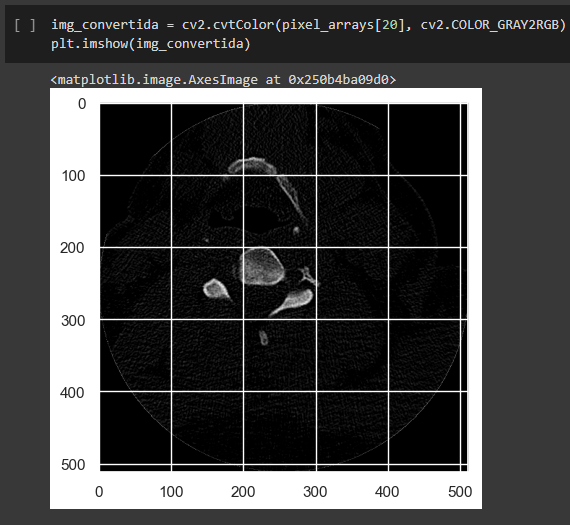 [ ] img_convertida = cv2.cvtColor(pixel_arrays[20], cv2.COLOR_GRAY2RGB)
plt.imshow(img_convertida)
<matplotlib.image.AxesImage at 0x250b4ba09d0>
0
100
200
300
400
500
0 100 200 300 400 500